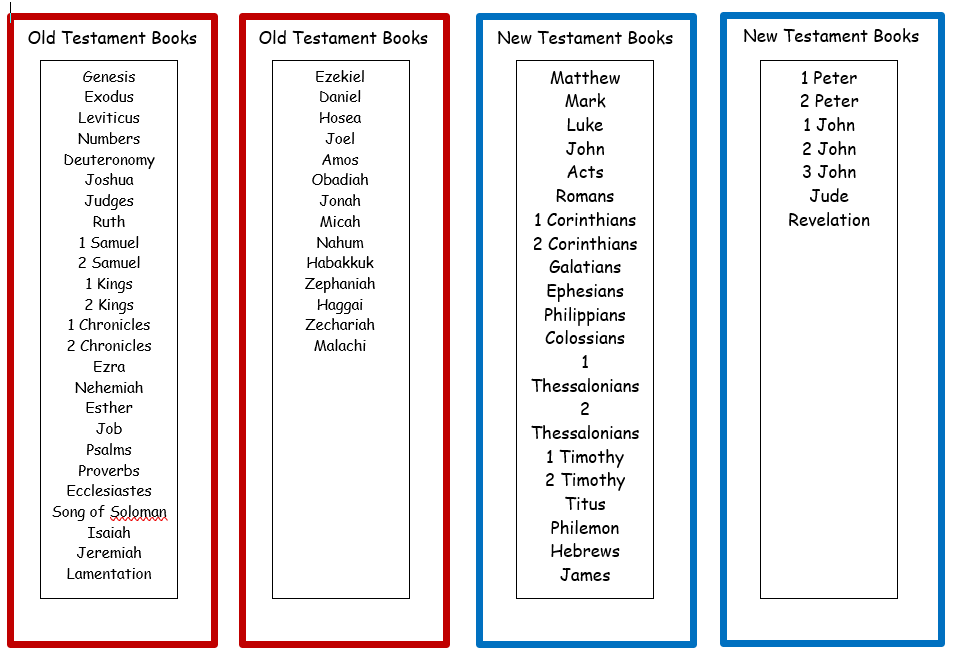 Old Testament Books
Genesis
Exodus
Leviticus
Numbers
Deuteronomy
Joshua
Judges
Ruth
1 Samuel
2 Samuel
1 Kings
2 Kings
1 Chronicles
2 Chronicles
Ezra
Nehemiah
Esther
Job
Psalms
Proverbs
Ecclesiastes
Song of Soloman
Isaiah
Jeremiah
Lamentation
Old Testament Books
Ezekiel
Daniel
Hosea
Joel
Amos
Obadiah
Jonah
Micah
Nahum
Habakkuk
Zephaniah
Haggai
Zechariah
Malachi
New Testament Books
Matthew
Mark
Luke
John
Acts
Romans
1 Corinthians
2 Corinthians
Galatians
Ephesians
Philippians
Colossians
1
Thessalonians
2
Thessalonians
1 Timothy
2 Timothy
Titus
Philemon
Hebrews
James
New Testament Books
1 Peter
2 Peter
1 John
2 John
3 John
Jude
Revelation